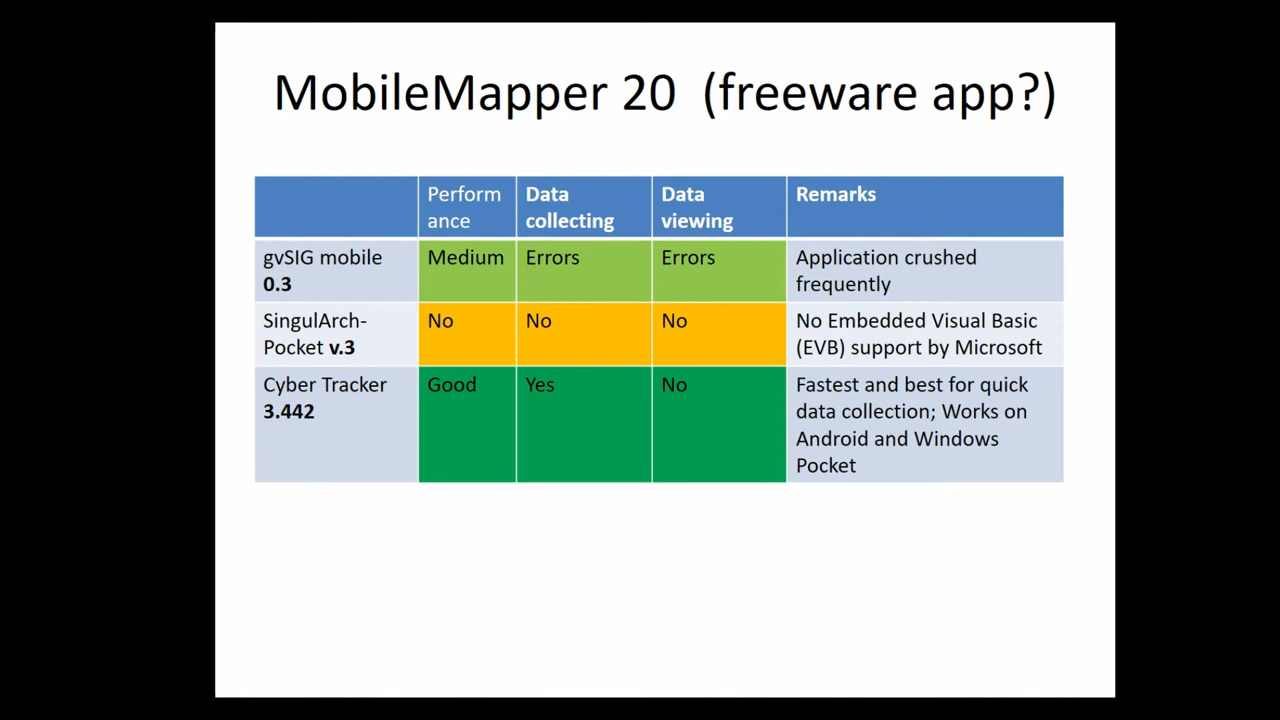 MobileMapper 20 (freeware app?)
Perform
ance
Data
collecting
Data
viewing
Remarks
gvSIG mobile
0.3
Medium
Errors
Errors
Application crushed
frequently
SingulArch-
Pocket v.3
No
No
No
No Embedded Visual Basic
(EVB) support by Microsoft
Cyber Tracker
3.442
Good
Yes
No
Fastest and best for quick
data collection; Works on
Android and Windows
Pocket